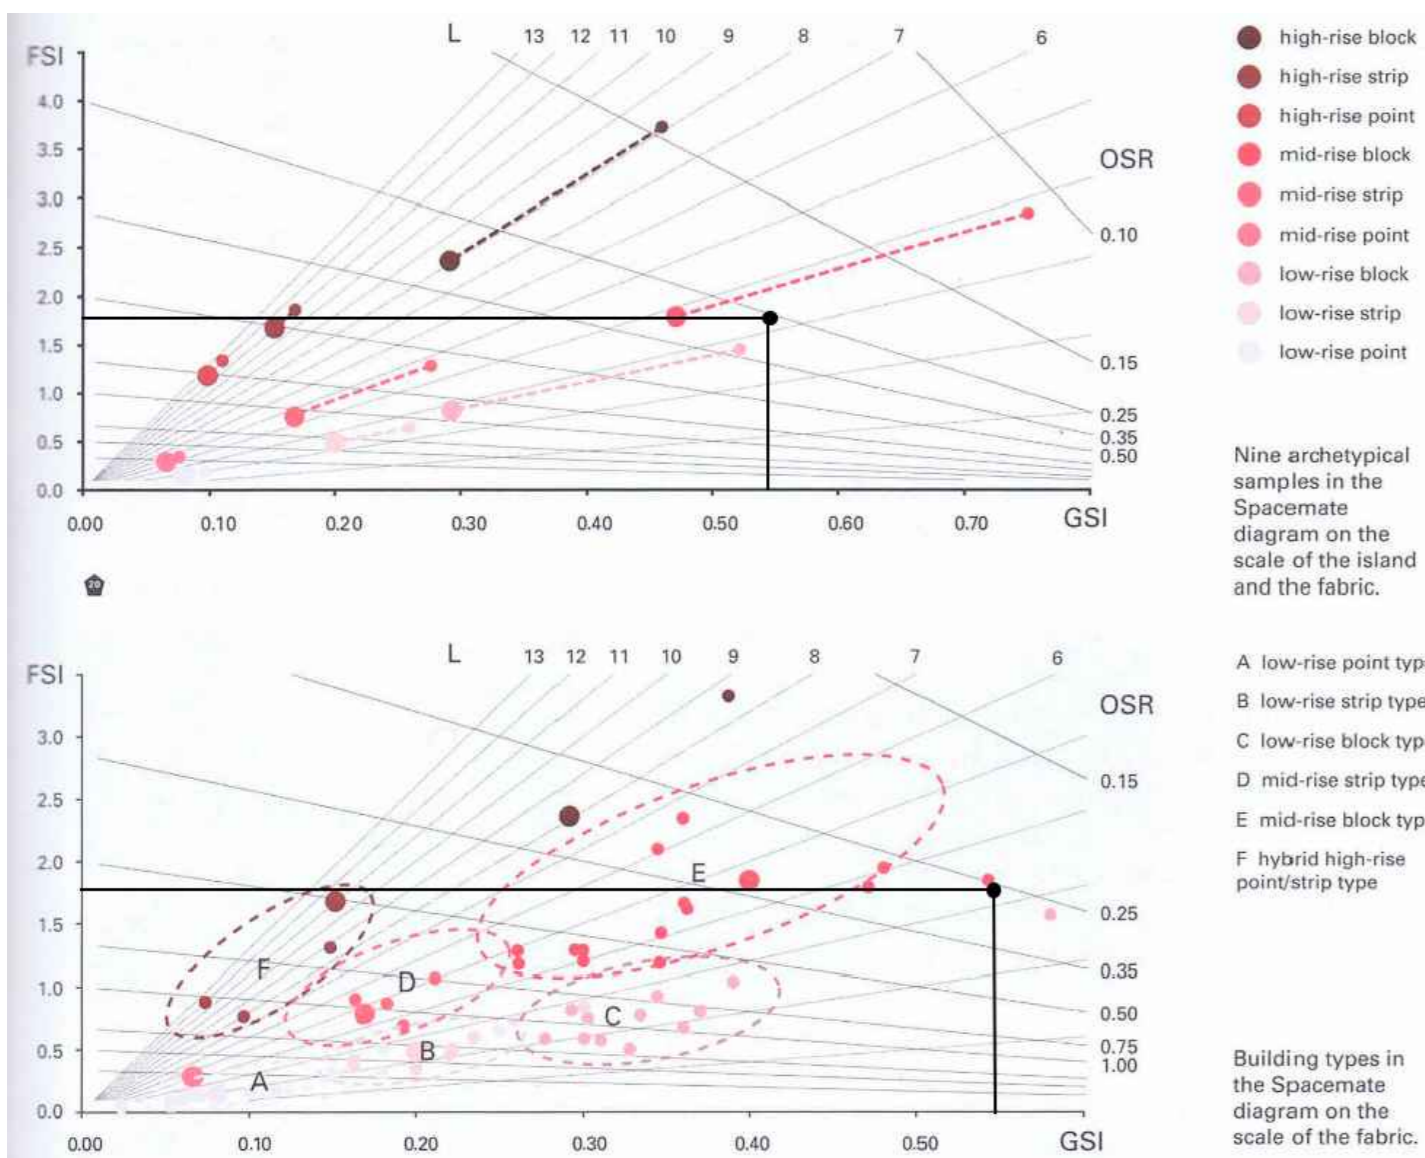 L 13 12 11 10 9 8 7 6
FSI
4.0
3.5
3.0
2.5
2.0
1.5
1.0
0.5
0.0
OSR
0.10
0.15
0.25
0.35
0.50
0.00 0.10 0.20 0.30 0.40 0.50 0.60 0.70 GSI
high-rise block
high-rise strip
high-rise point
mid-rise block
mid-rise strip
mid-rise point
low-rise block
low-rise strip
low-rise point
Nine archetypical
samples in the
Spacemate
diagram on the
scale of the island
and the fabric.
20
L 13 12 11 10 9 8 7 6
FSI
3.0
2.5
2.0
1.5
1.0
0.5
0.0
OSR
0.15
0.25
0.35
0.50
0.75
1.00
E
F
D
C
B
A
0.00 0.10 0.20 0.30 0.40 0.50 GSI
A low-rise point typ
B low-rise strip type
C low-rise block typ
D mid-rise strip type
E mid-rise block typ
F hybrid high-rise
point/strip type
Building types in
the Spacemate
diagram on the
scale of the fabric.